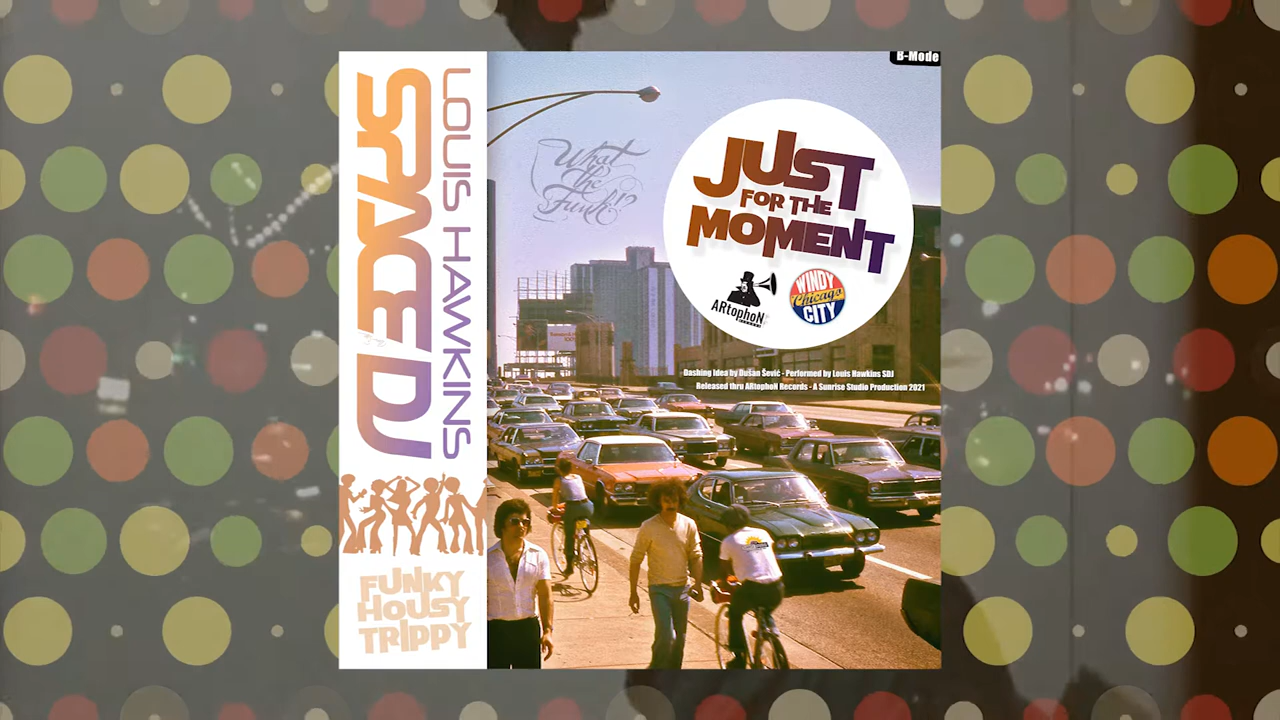 LOUIS HAWKINS
SPACED
FUNKY
HOUSY
TRIPPY
B-Mode
What
the
Funk!?
JUST
FOR THE
MOMENT
ARtophoN
WINDY
Chicago
CITY
Dashing Idea by Dušan Šević - Performed by Louis Hawkins SDJ
Released thru ARtophoN Records - A Sunrise Studio Production 2021